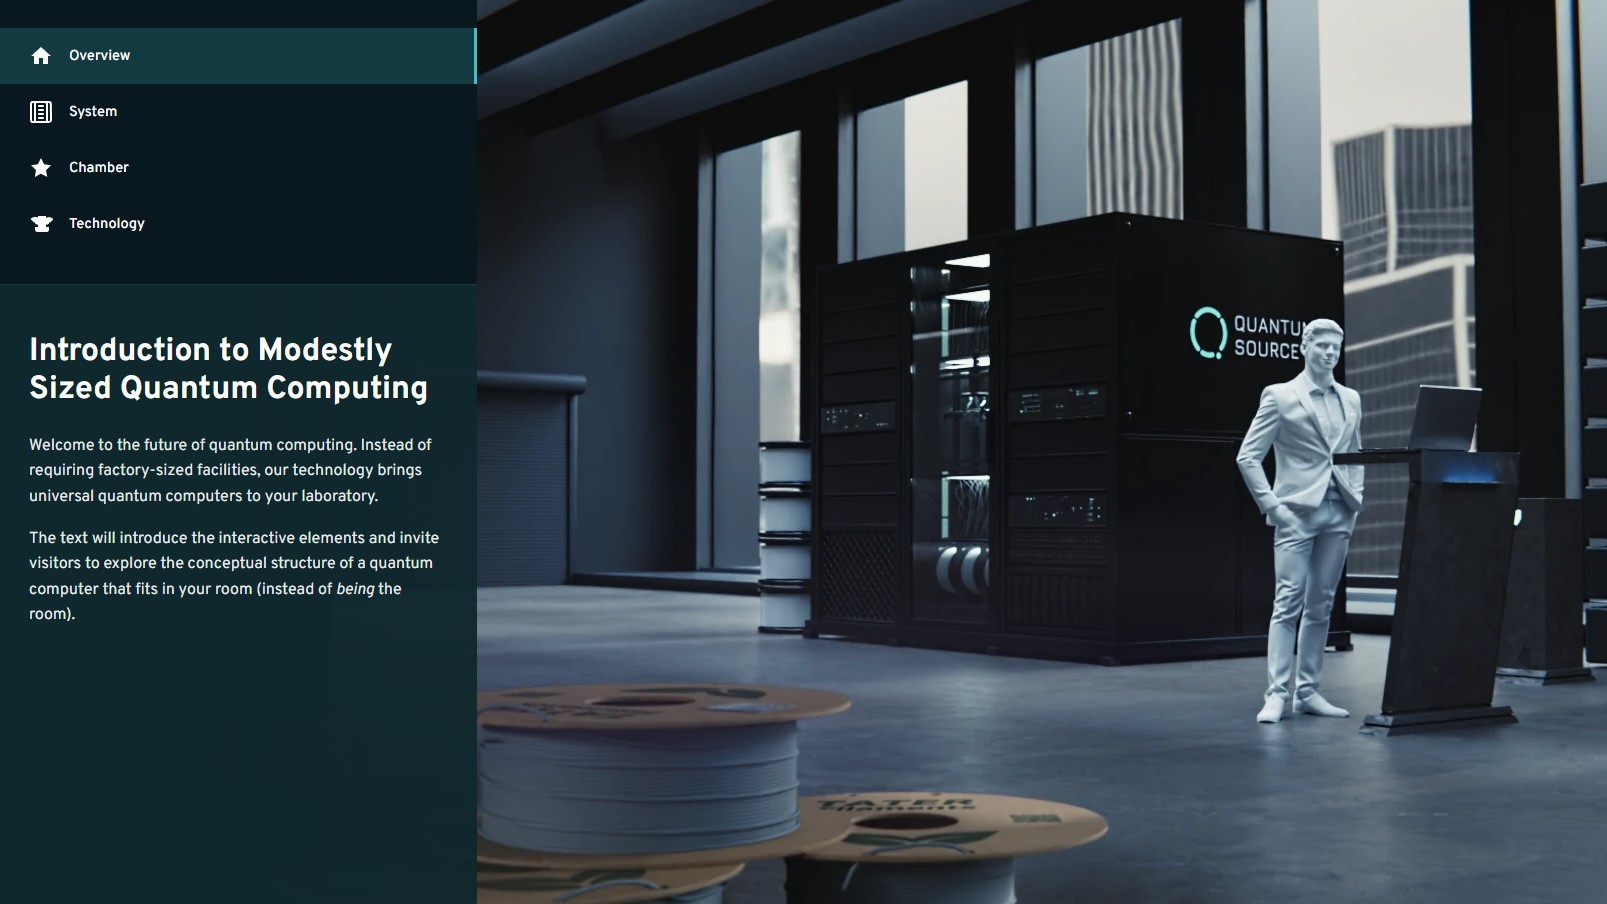 Overview
System
Chamber
Technology
Introduction to Modestly
Sized Quantum Computing
Welcome to the future of quantum computing. Instead of
requiring factory-sized facilities, our technology brings
universal quantum computers to your laboratory.
The text will introduce the interactive elements and invite
visitors to explore the conceptual structure of a quantum
computer that fits in your room (instead of being the
room).
QUANTU
SOURCE
TATER
filaments